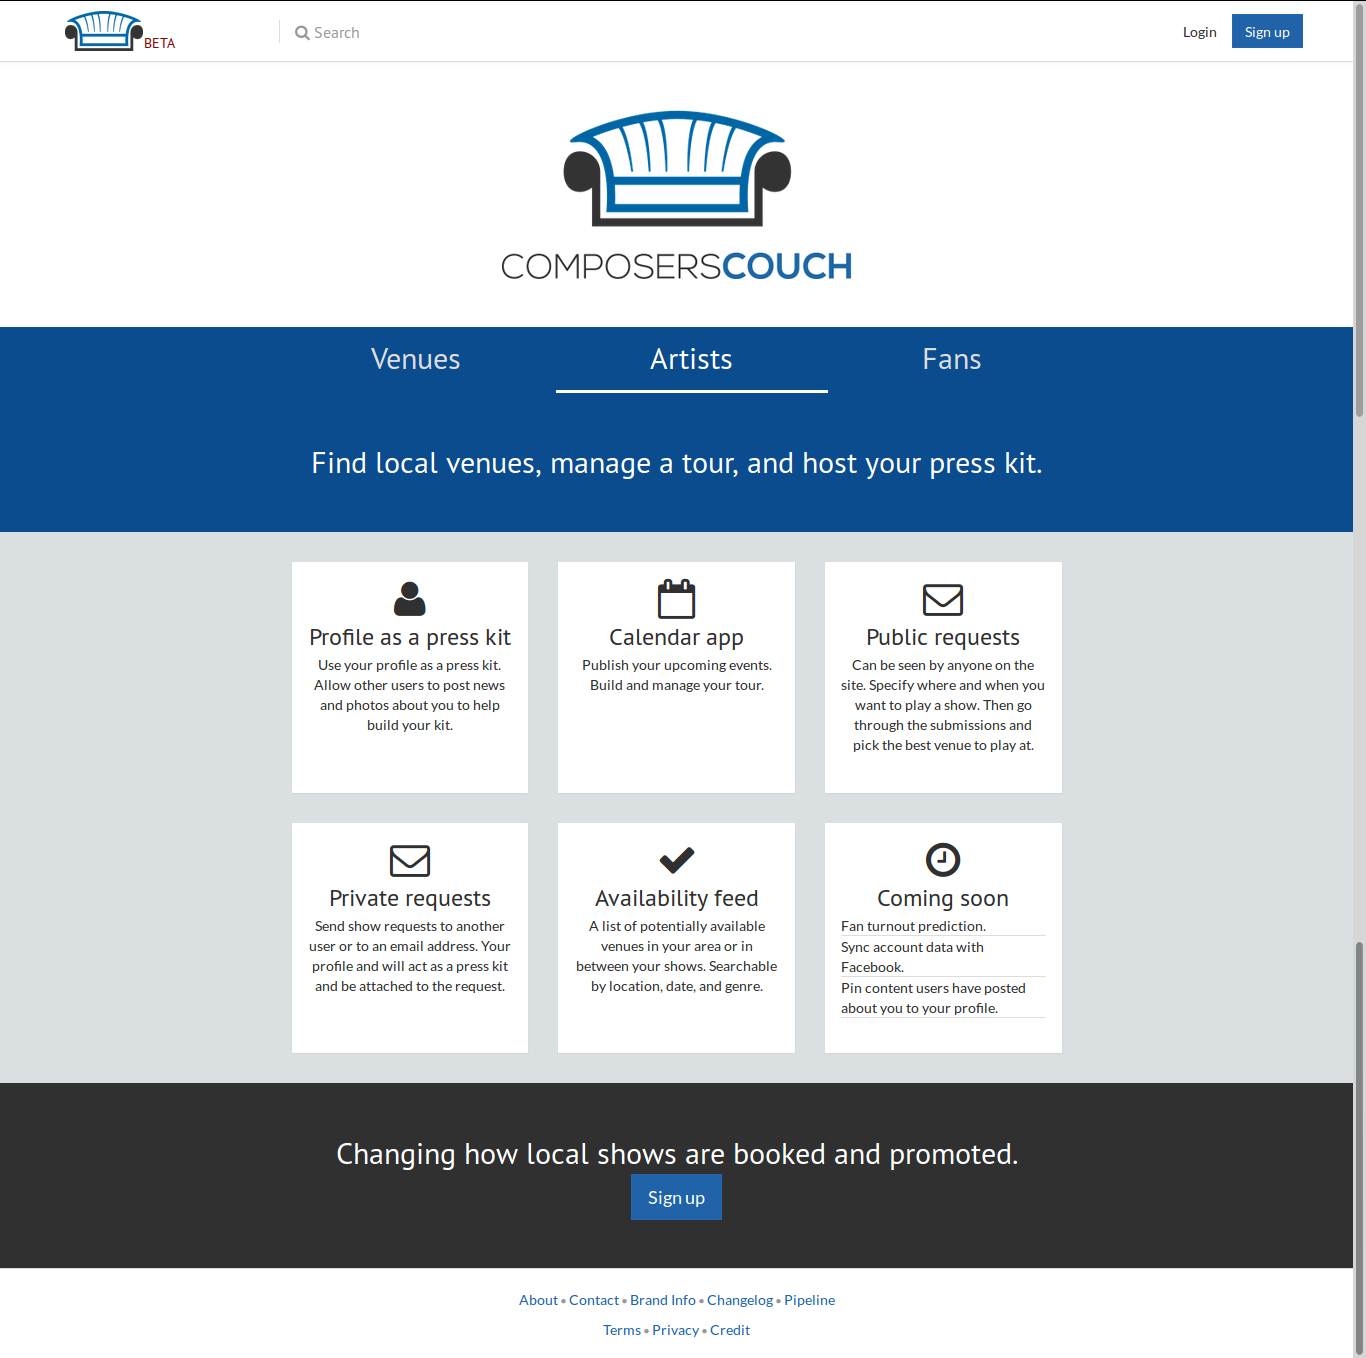 BETA
Search
Login
Sign up
COMPOSERSCOUCH
Venues
Artists
Fans
Find local venues, manage a tour, and host your press kit.
Profile as a press kit
Use your profile as a press kit.
Allow other users to post news
and photos about you to help
build your kit.
Calendar app
Publish your upcoming events.
Build and manage your tour.
Public requests
Can be seen by anyone on the
site. Specify where and when you
want to play a show. Then go
through the submissions and
pick the best venue to play at.
Private requests
Send show requests to another
user or to an email address. Your
profile and will act as a press kit
and be attached to the request.
Availability feed
A list of potentially available
venues in your area or in
between your shows. Searchable
by location, date, and genre.
Coming soon
Fan turnout prediction.
Sync account data with
Facebook.
Pin content users have posted
about you to your profile.
Changing how local shows are booked and promoted.
Sign up
About • Contact • Brand Info • Changelog • Pipeline
Terms • Privacy • Credit